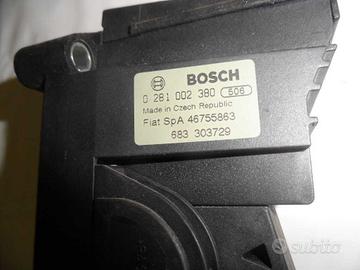 BOSCH
0 281 002 380 506
Made in Czech Republic
Fiat SpA 46755863
683 303729
subito